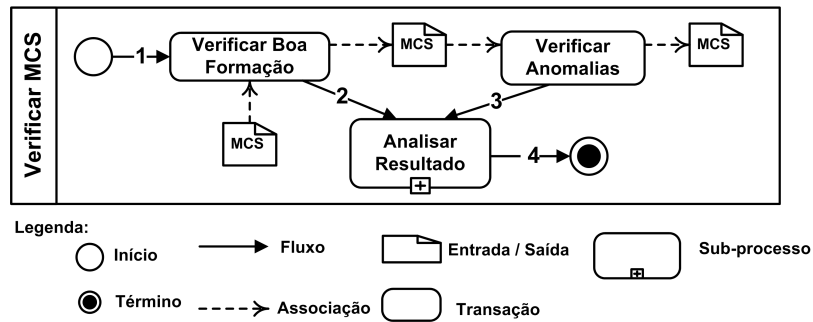 Verificar MCS
1
Verificar Boa
Formação
MCS
Verificar
Anomalias
MCS
2
3
MCS
Analisar
Resultado
4
Legenda:
Início
Fluxo
Entrada / Saída
Sub-processo
Término
Associação
Transação